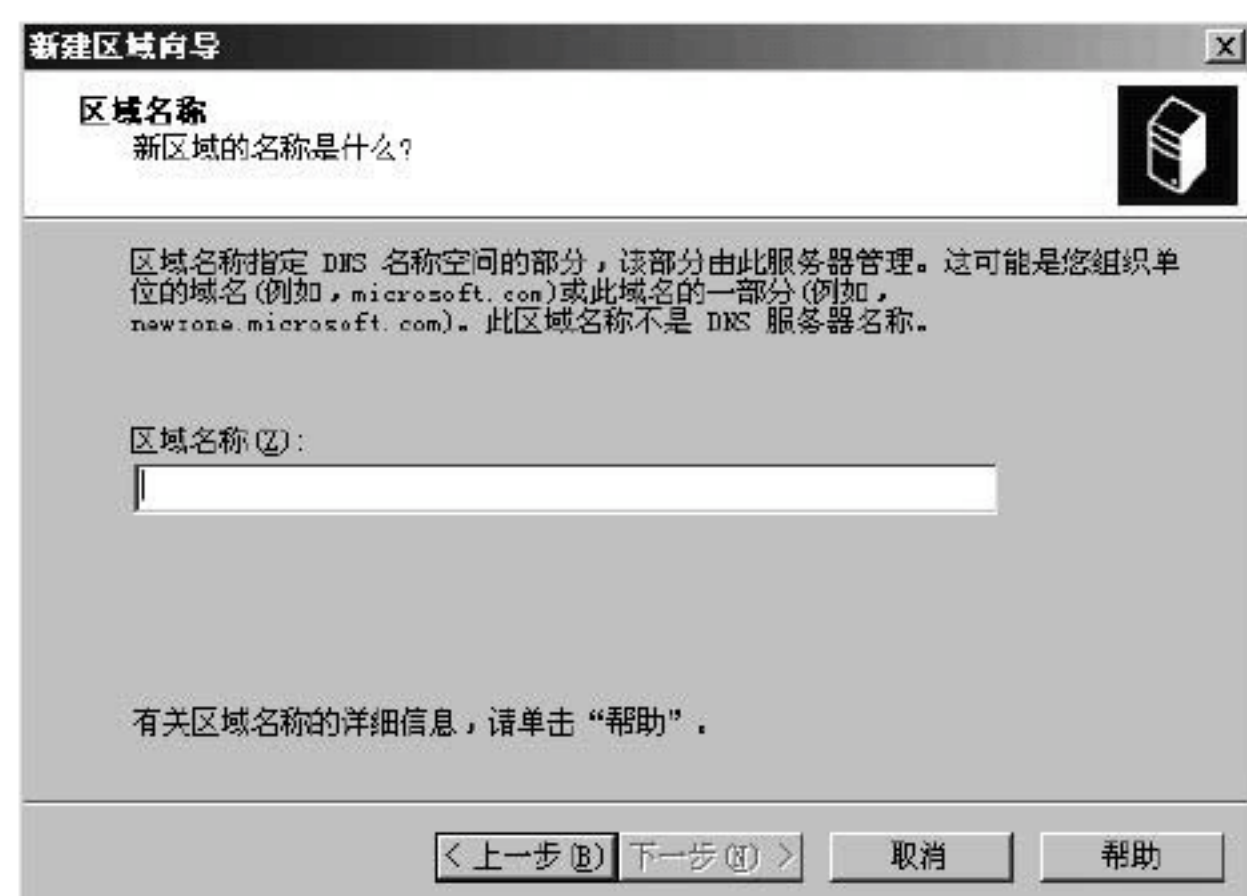 新建区域向导
区域名称
新区域的名称是什么?
区域名称指定 DNS 名称空间的部分，该部分由此服务器管理。这可能是您组织单
位的域名(例如，microsoft.com)或此域名的一部分(例如，
newzone.microsoft.com)。此区域名称不是 DNS 服务器名称。
区域名称(Z):
有关区域名称的详细信息，请单击“帮助”。
< 上一步(B) 下一步(N) > 取消 帮助